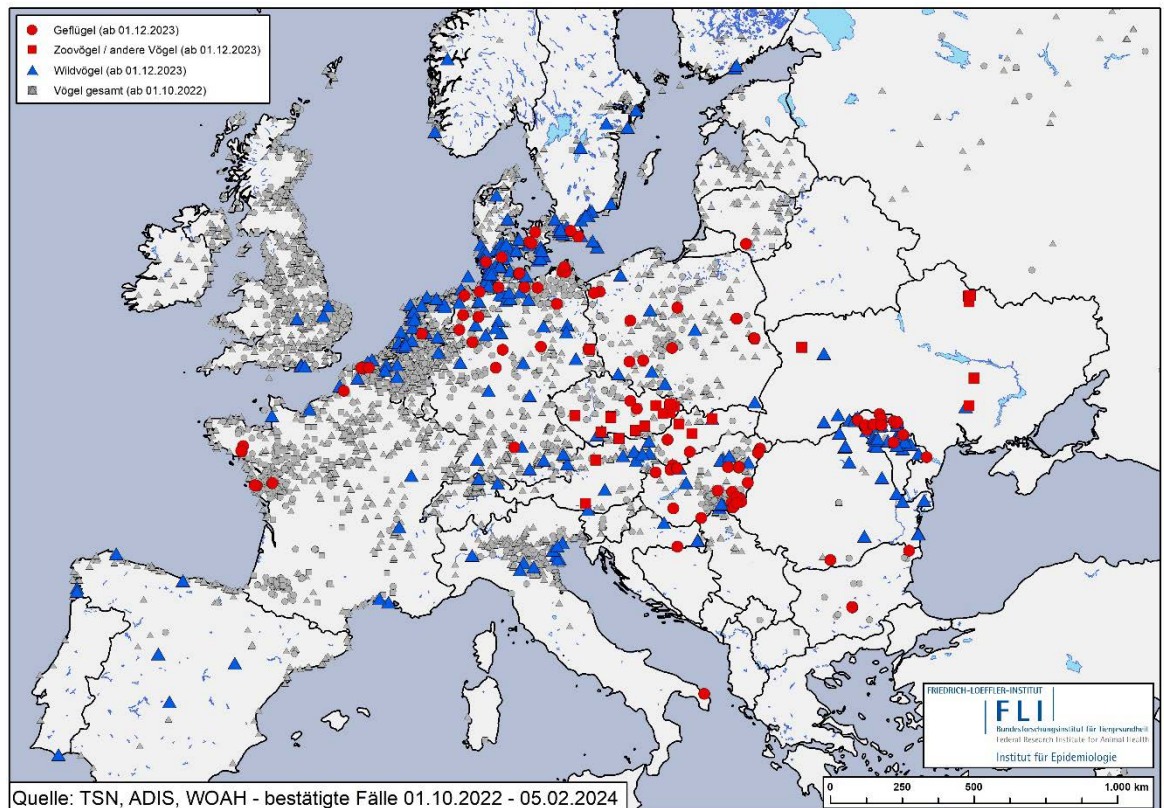 Geflügel (ab 01.12.2023)
Zoovögel / andere Vögel (ab 01.12.2023)
Wildvögel (ab 01.12.2023)
Vögel gesamt (ab 01.10.2022)
FRIEDRICH-LOEFFLER-INSTITUT
FLI
Bundesforschungsinstitut für Tiergesundheit
Federal Research Institute for Animal Health
Institut für Epidemiologie
Quelle: TSN, ADIS, WOAH - bestätigte Fälle 01.10.2022 - 05.02.2024
0 250 500 750 1.000 km